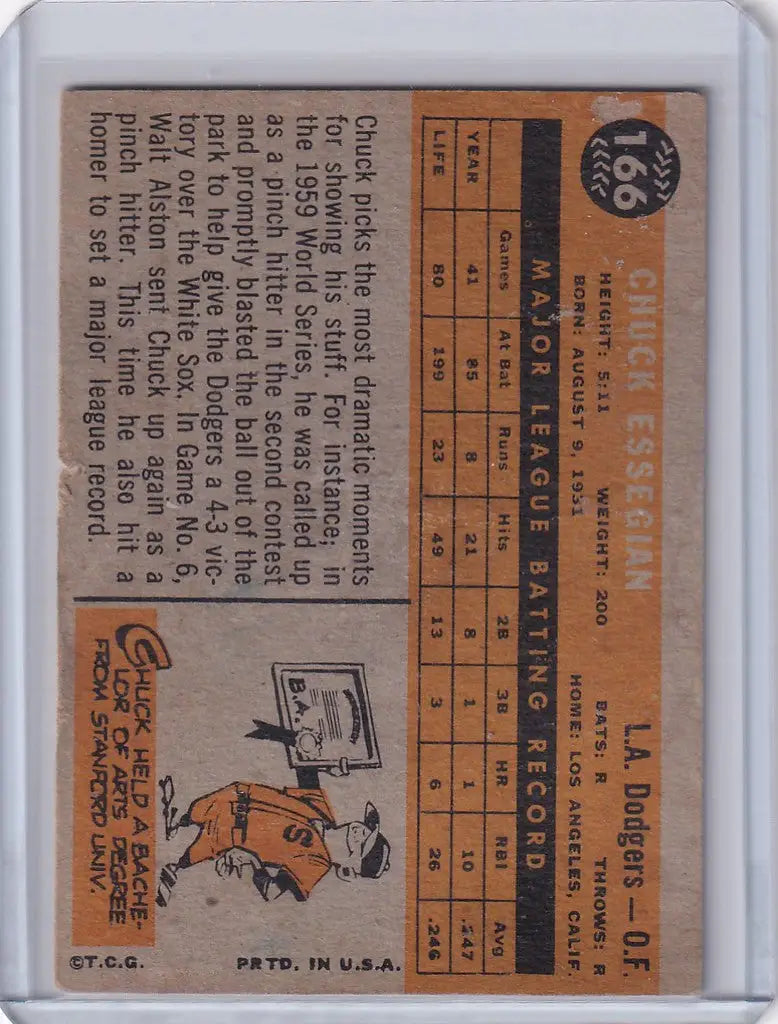 166
CHUCK ESSEGIAN
L.A. Dodgers — O.F.
HEIGHT: 5:11 WEIGHT: 200 BATS: R THROWS: R
BORN: AUGUST 9, 1931 HOME: LOS ANGELES, CALIF.
MAJOR LEAGUE BATTING RECORD
Games At Bat Runs Hits 2B 3B HR RBI Avg
YEAR 41 85 8 21 8 1 1 10 .247
LIFE 80 199 23 49 13 3 6 26 .246
Chuck picks the most dramatic moments
for showing his stuff. For instance; in
the 1959 World Series, he was called up
as a pinch hitter in the second contest
and promptly blasted the ball out of the
park to help give the Dodgers a 4-3 vic-
tory over the White Sox. In Game No. 6,
Walt Alston sent Chuck up again as a
pinch hitter. This time he also hit a
homer to set a major league record.
B.A.
S
CHUCK HELD A BACHE-
LOR OF ARTS DEGREE
FROM STANFORD UNIV.
©T.C.G. PRTD. IN U.S.A.